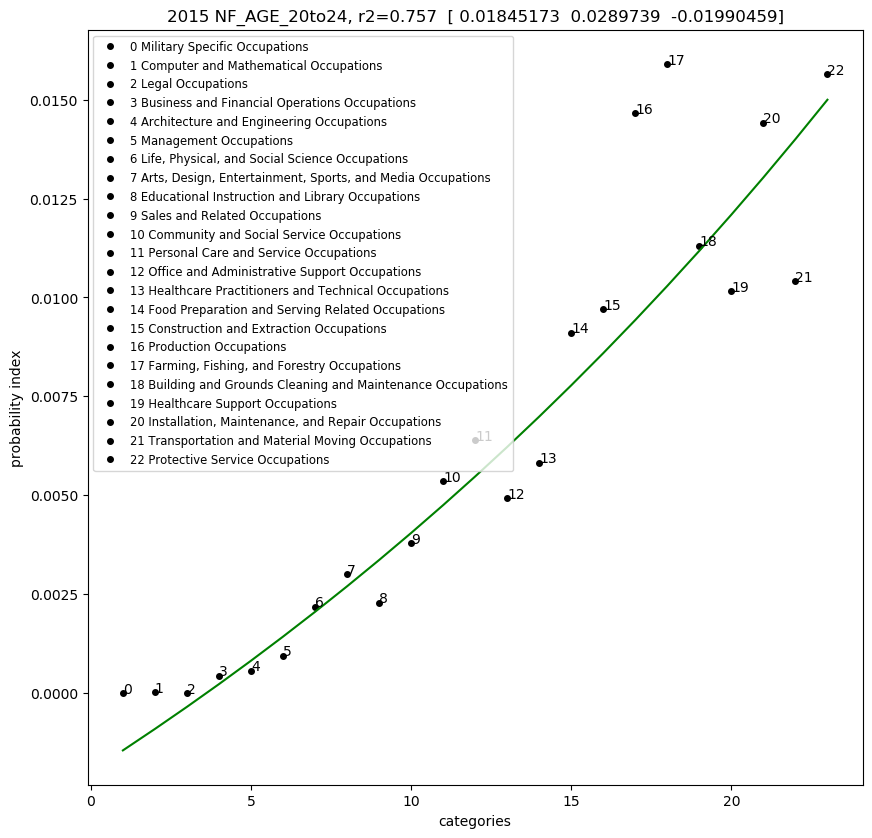 2015 NF_AGE_20to24, r2=0.757  [ 0.01845173  0.0289739  -0.01990459]
0 Military Specific Occupations
1 Computer and Mathematical Occupations
2 Legal Occupations
3 Business and Financial Operations Occupations
4 Architecture and Engineering Occupations
5 Management Occupations
6 Life, Physical, and Social Science Occupations
7 Arts, Design, Entertainment, Sports, and Media Occupations
8 Educational Instruction and Library Occupations
9 Sales and Related Occupations
10 Community and Social Service Occupations
11 Personal Care and Service Occupations
12 Office and Administrative Support Occupations
13 Healthcare Practitioners and Technical Occupations
14 Food Preparation and Serving Related Occupations
15 Construction and Extraction Occupations
16 Production Occupations
17 Farming, Fishing, and Forestry Occupations
18 Building and Grounds Cleaning and Maintenance Occupations
19 Healthcare Support Occupations
20 Installation, Maintenance, and Repair Occupations
21 Transportation and Material Moving Occupations
22 Protective Service Occupations
0
1
2
3
4
5
6
7
8
9
10
11
12
13
14
15
16
17
18
19
20
21
22
probability index
0.0150
0.0125
0.0100
0.0075
0.0050
0.0025
0.0000
0
5
10
15
20
categories